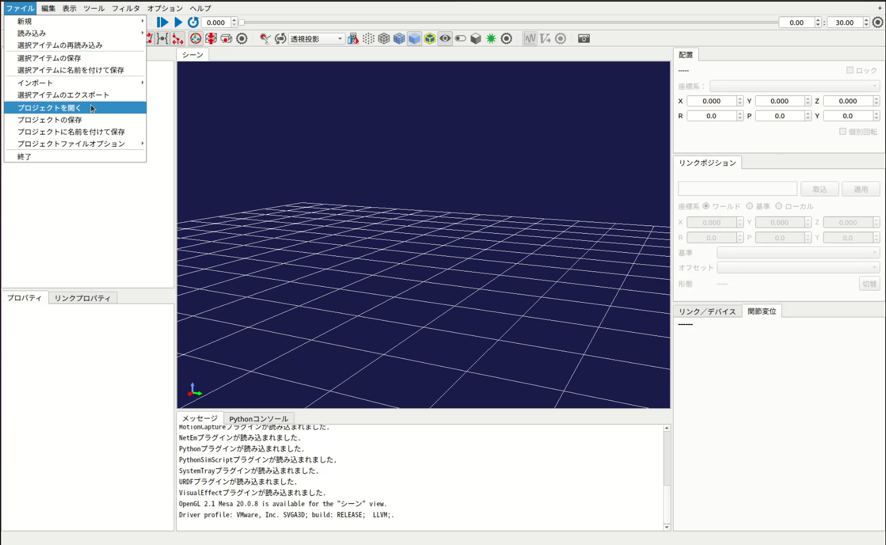 ファイル 編集 表示 ツール フィルタ オプション ヘルプ
新規
読み込み
選択アイテムの再読込み
選択アイテムの保存
選択アイテムに名前を付けて保存
インポート
選択アイテムのエクスポート
プロジェクトを開く
プロジェクトの保存
プロジェクトに名前を付けて保存
プロジェクトファイルオプション
終了
0.000
0.00 : 30.00
透視投影
シーン
配置
-----
ロック
座標系：
X 0.000 Y 0.000 Z 0.000
R 0.0 P 0.0 Y 0.0
個別回転
リンクポジション
取込 適用
座標系 ワールド 基準 ローカル
X 0.000 Y 0.000 Z 0.000
R 0.0 P 0.0 Y 0.0
基準
オフセット
形態 ----
切替
プロパティ リンクプロパティ
リンク／デバイス 関節変位
------
メッセージ Pythonコンソール
MotionCaptureプラグインが読み込まれました。
NetEmプラグインが読み込まれました。
Pythonプラグインが読み込まれました。
PythonSimScriptプラグインが読み込まれました。
SystemTrayプラグインが読み込まれました。
URDFプラグインが読み込まれました。
VisualEffectプラグインが読み込まれました。
OpenGL 2.1 Mesa 20.0.8 is available for the "シーン" view.
Driver profile: VMware, Inc. SVGA3D; build: RELEASE;  LLVM;.